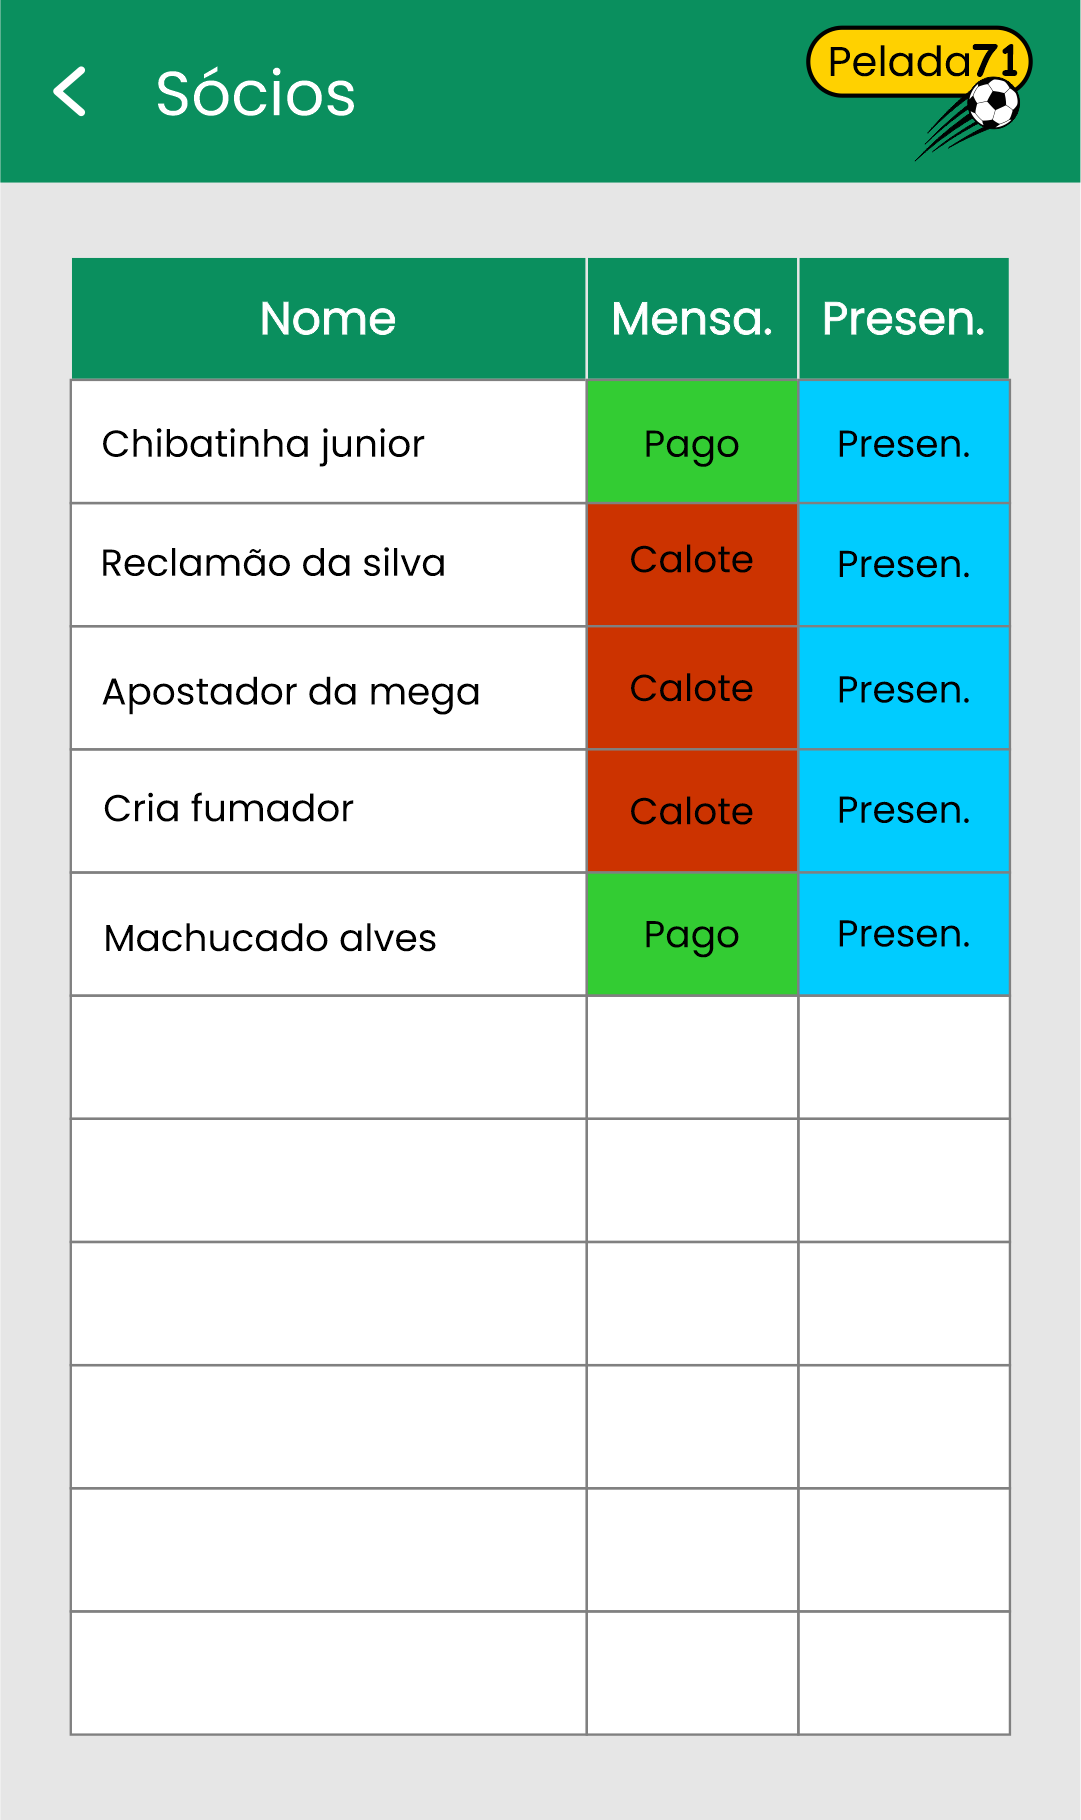 Sócios
Pelada71
Nome Mensa. Presen.
Chibatinha junior Pago Presen.
Reclamão da silva Calote Presen.
Apostador da mega Calote Presen.
Cria fumador Calote Presen.
Machucado alves Pago Presen.